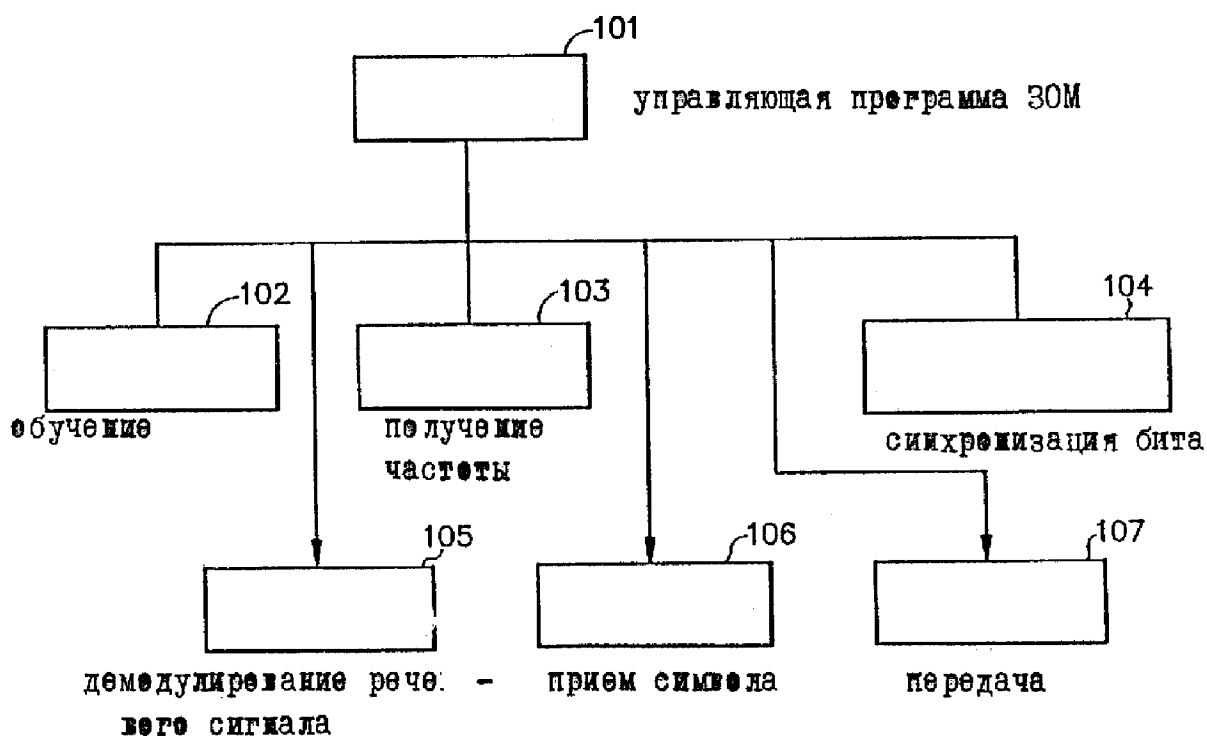 101
управляющая программа ЗОМ
102
103
104
обучение
получение
частоты
синхронизация бита
105
106
107
демодулирование рече -
вого сигнала
прием символа
передача